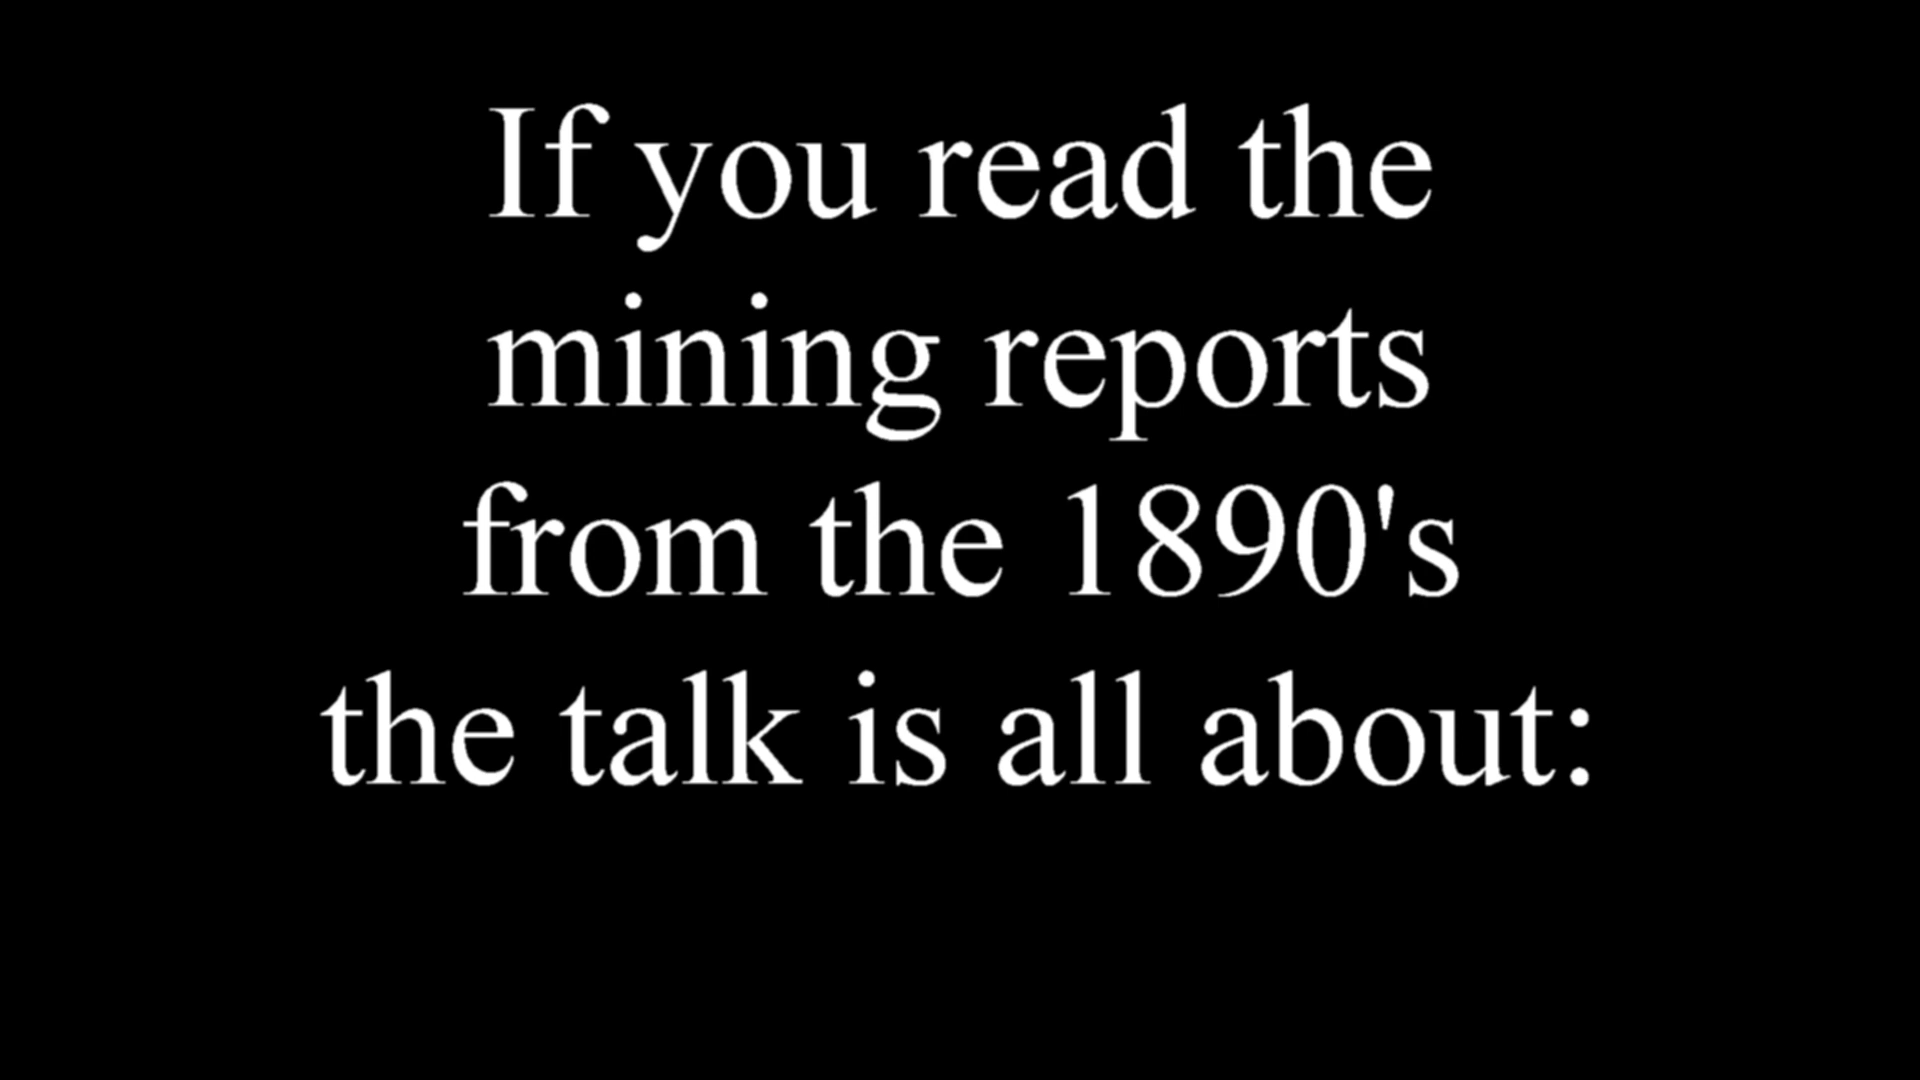 If you read the
mining reports
from the 1890's
the talk is all about: